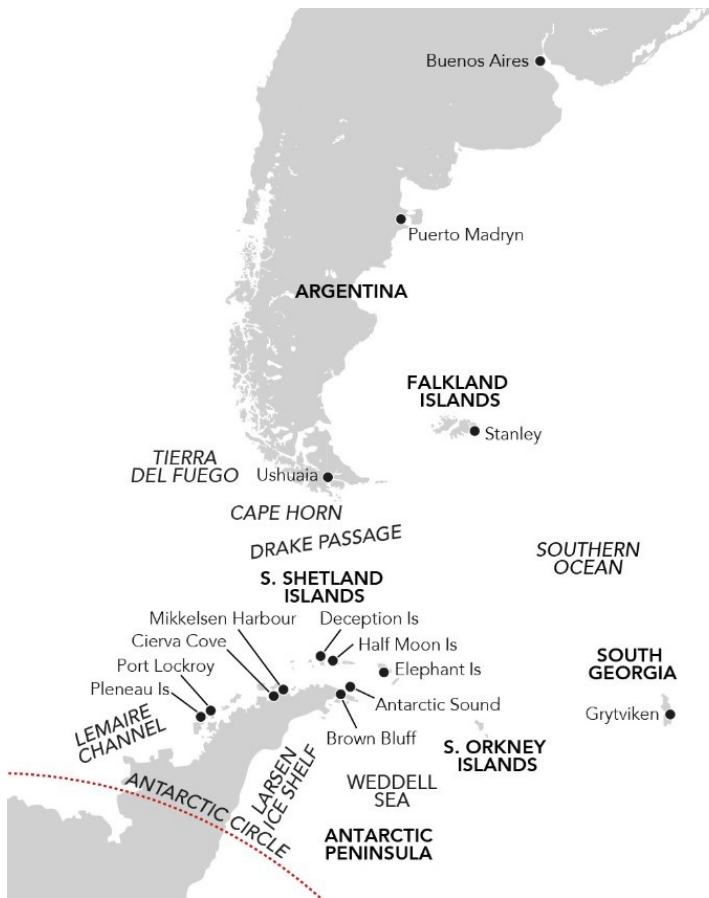 Buenos Aires
Puerto Madryn
ARGENTINA
FALKLAND
ISLANDS
Stanley
TIERRA
DEL FUEGO
Ushuaia
CAPE HORN
DRAKE PASSAGE
SOUTHERN
OCEAN
S. SHETLAND
ISLANDS
Mikkelsen Harbour
Deception Is
Cierva Cove
Half Moon Is
Port Lockroy
Elephant Is
SOUTH
GEORGIA
Pleneau Is
Antarctic Sound
Grytviken
LEMAIRE
CHANNEL
Brown Bluff
S. ORKNEY
ISLANDS
LARSEN
ICE SHELF
WEDDELL
SEA
ANTARCTIC CIRCLE
ANTARCTIC
PENINSULA